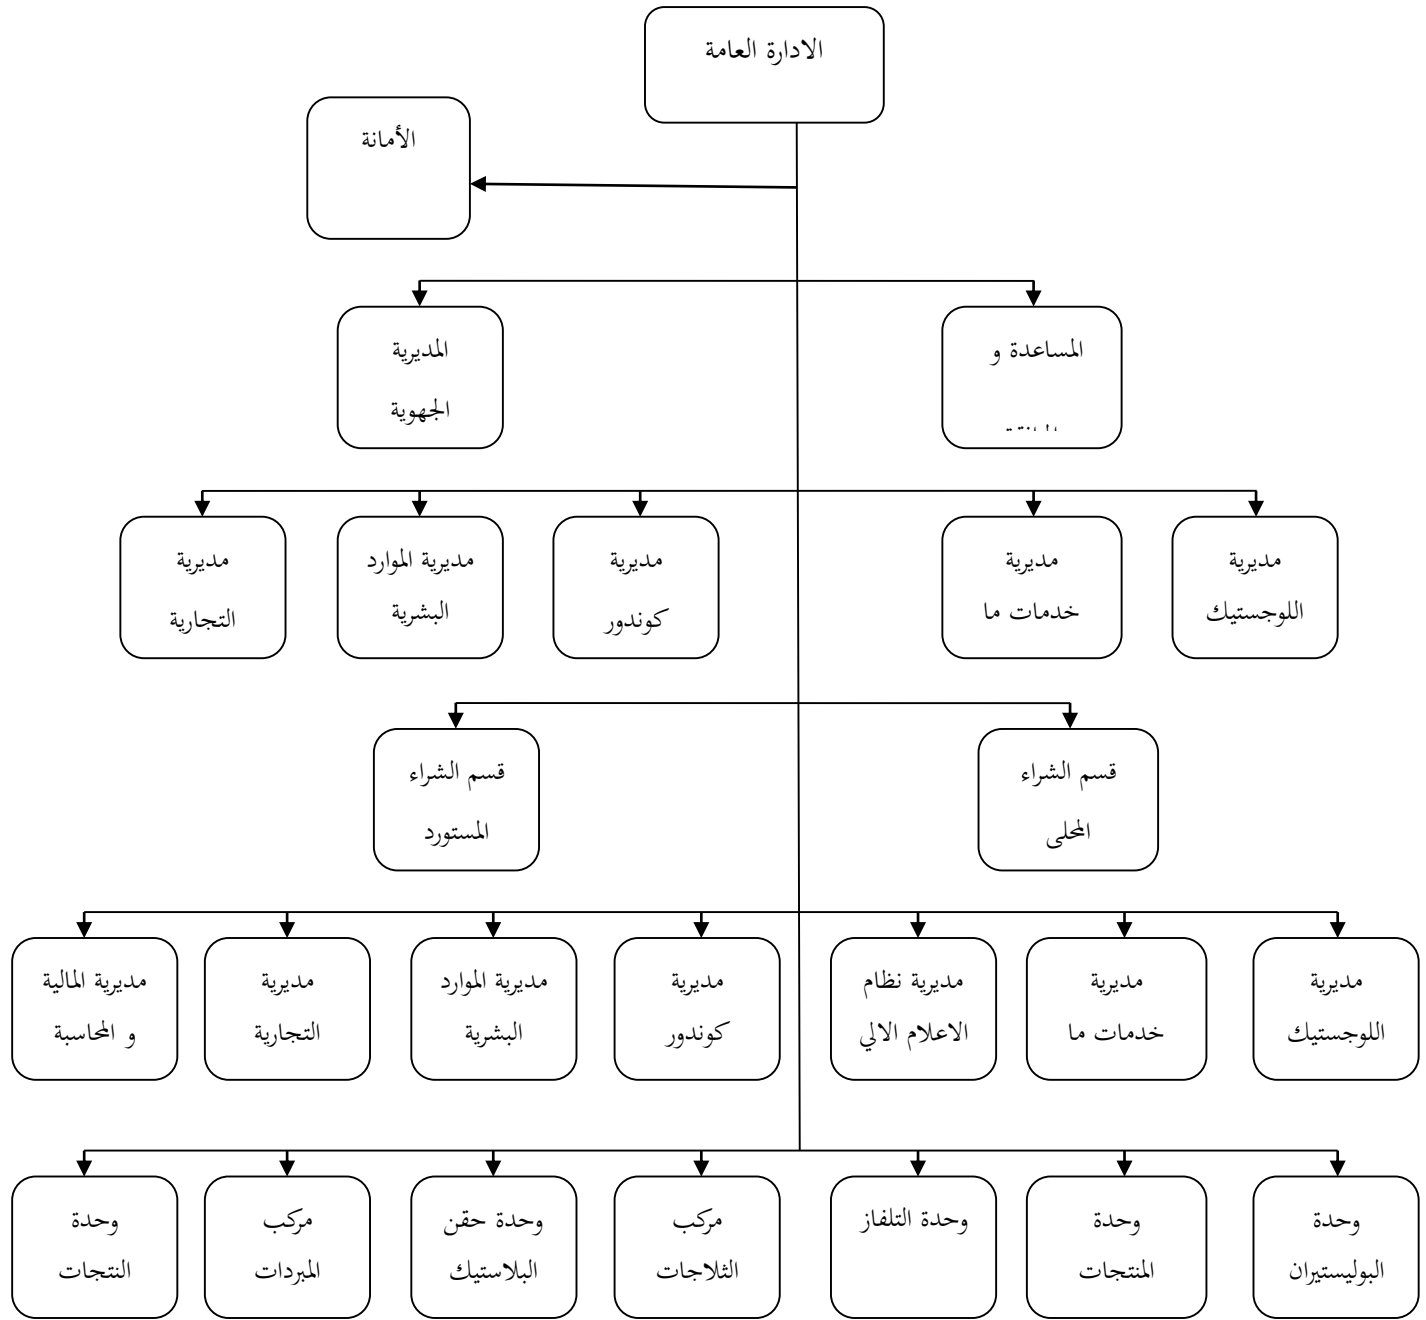 الادارة العامة
الأمانة
المساعدة و
المديرية
الجهوية
مديرية
اللوجستيك
مديرية
خدمات ما
مديرية
كوندور
مديرية الموارد
البشرية
مديرية
التجارية
قسم الشراء
المحلى
قسم الشراء
المستورد
مديرية
اللوجستيك
مديرية
خدمات ما
مديرية نظام
الاعلام الالي
مديرية
كوندور
مديرية الموارد
البشرية
مديرية
التجارية
مديرية المالية
و المحاسبة
وحدة
البوليستيران
وحدة
المنتجات
وحدة التلفاز
مركب
الثلاجات
وحدة حقن
البلاستيك
مركب
المبردات
وحدة
النتجات